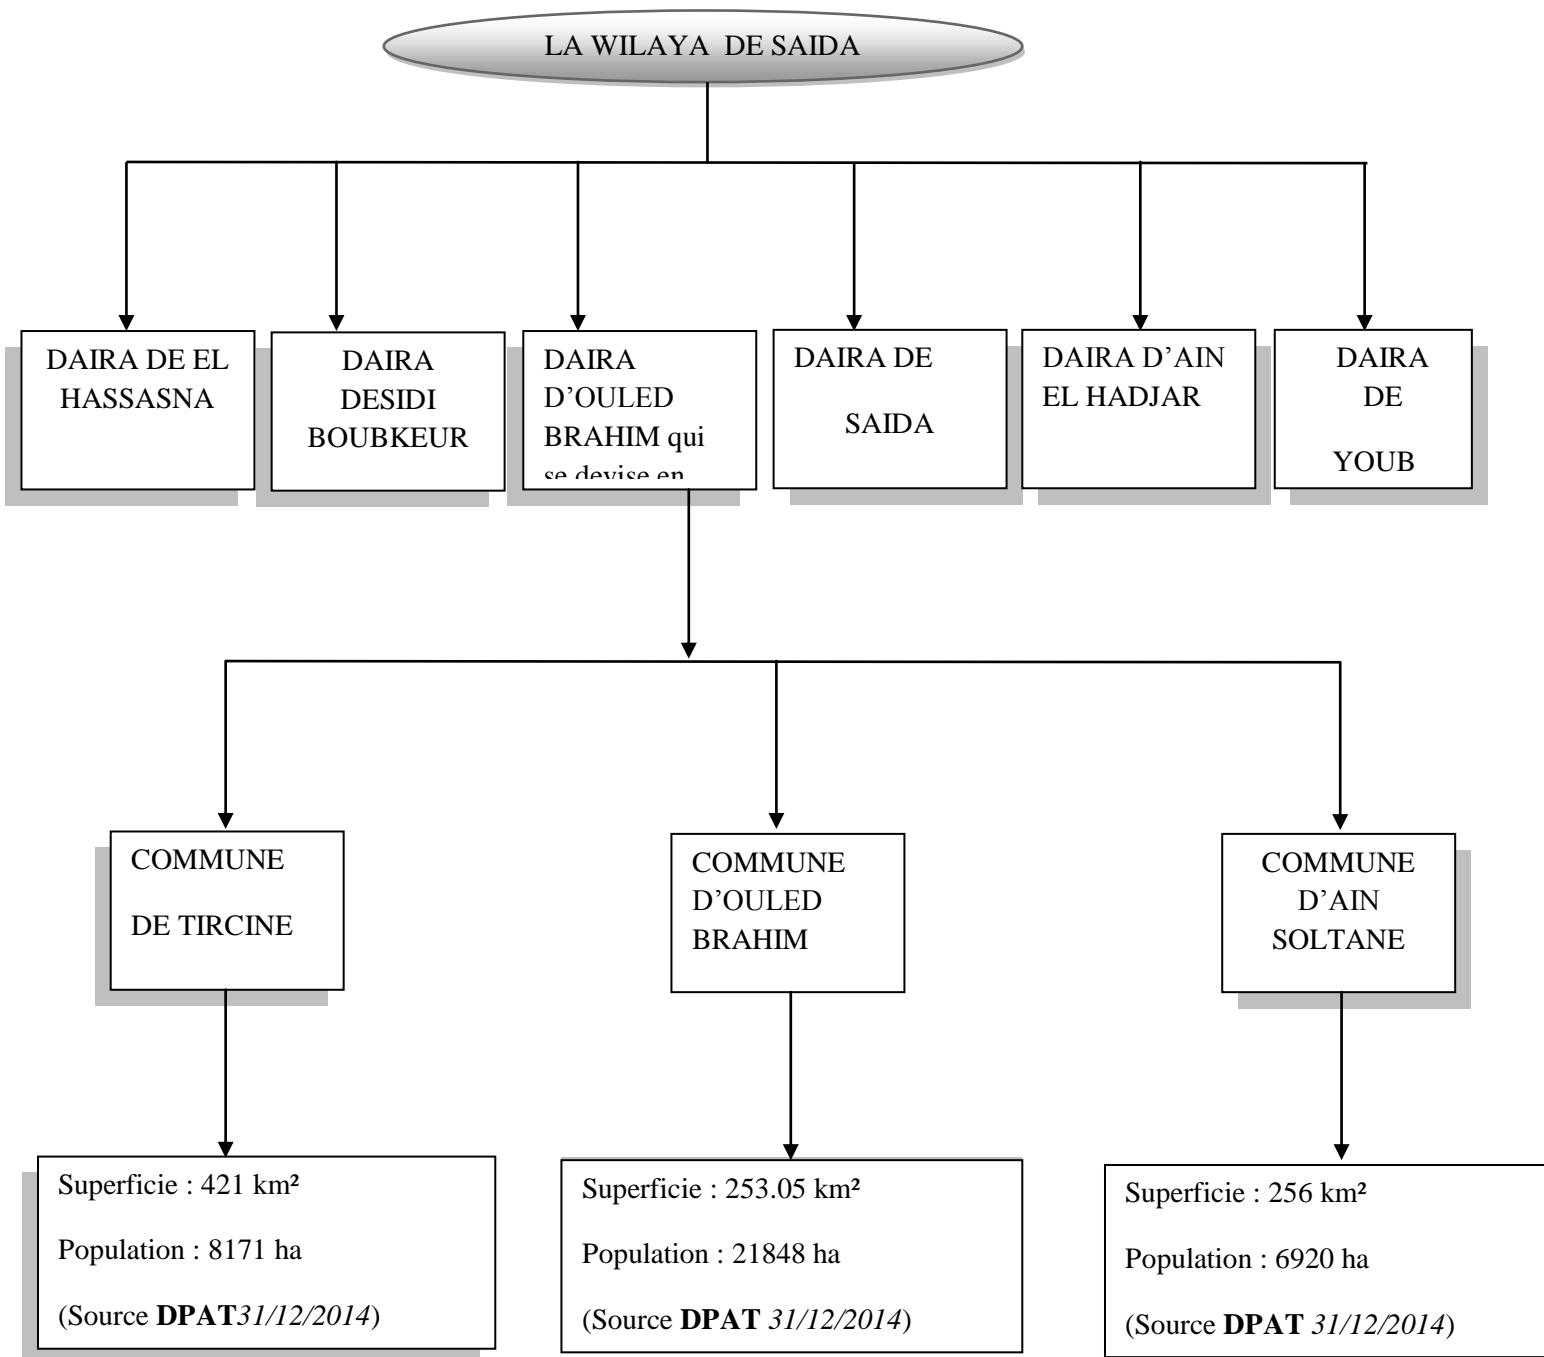 LA WILAYA DE SAIDA
DAIRA DE EL
HASSASNA
DAIRA
DESIDI
BOUBKEUR
DAIRA
D’OULED
BRAHIM qui
se devise en
DAIRA DE
SAIDA
DAIRA D’AIN
EL HADJAR
DAIRA
DE
YOUB
COMMUNE
DE TIRCINE
COMMUNE
D’OULED
BRAHIM
COMMUNE
D’AIN
SOLTANE
Superficie : 421 km²
Population : 8171 ha
(Source DPAT31/12/2014)
Superficie : 253.05 km²
Population : 21848 ha
(Source DPAT 31/12/2014)
Superficie : 256 km²
Population : 6920 ha
(Source DPAT 31/12/2014)